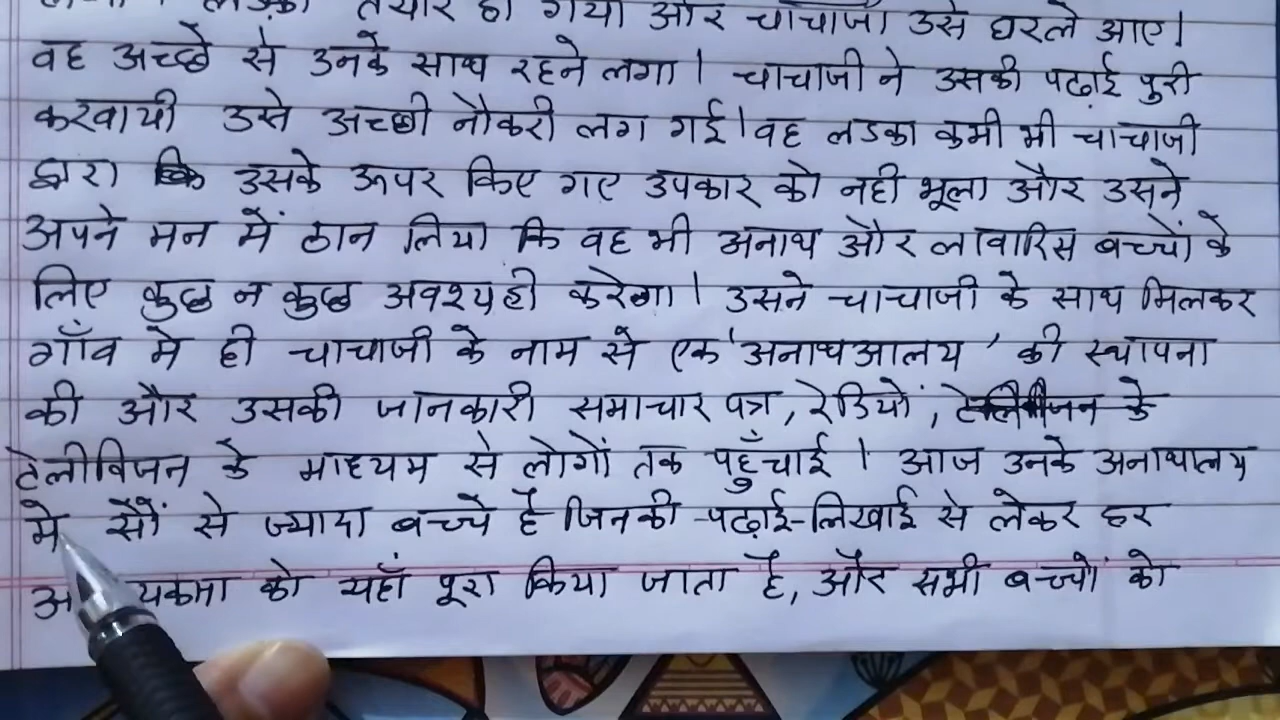 लड़का तैयार हो गया और चाचाजी उसे घरले आए।
वह अच्छे से उनके साथ रहने लगा। चाचाजी ने उसकी पढ़ाई पुरी
करवायी उसे अच्छी नौकरी लग गई। वह लडका कभी भी चाचाजी
द्वारा कि उसके ऊपर किए गए उपकार को नही भूला और उसने
अपने मन में ठान लिया कि वह भी अनाथ और लावारिस बच्चों के
लिए कुछ न कुछ अवश्यही करेगा। उसने चाचाजी के साथ मिलकर
गाँव मे ही चाचाजी के नाम से एक 'अनाथआलय' की स्थापना
की और उसकी जानकारी समाचार पत्र, रेडियों, टेलीविजन के
टेलीविजन के माध्यम से लोगों तक पहुँचाई। आज उनके अनाथालय
मे सौं से ज्यादा बच्चे है जिनकी पढ़ाई-लिखाई से लेकर हर
को यहाँ पूरा किया जाता है, और सभी बच्चों को